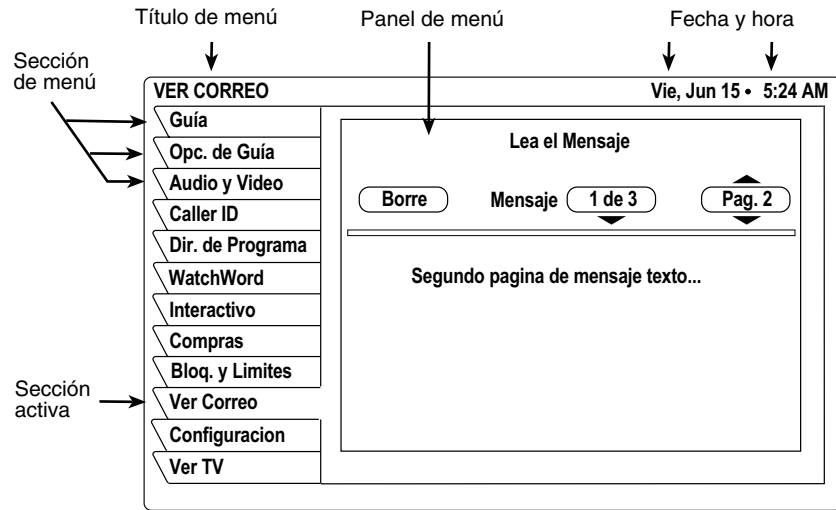 Título de menú
Panel de menú
Fecha y hora
Sección
de menú
VER CORREO
Vie, Jun 15 • 5:24 AM
Guía
Opc. de Guía
Audio y Video
Caller ID
Dir. de Programa
WatchWord
Interactivo
Compras
Bloq. y Limites
Sección
activa
Ver Correo
Configuracion
Ver TV
Lea el Mensaje
Borre
Mensaje
1 de 3
Pag. 2
Segundo pagina de mensaje texto...